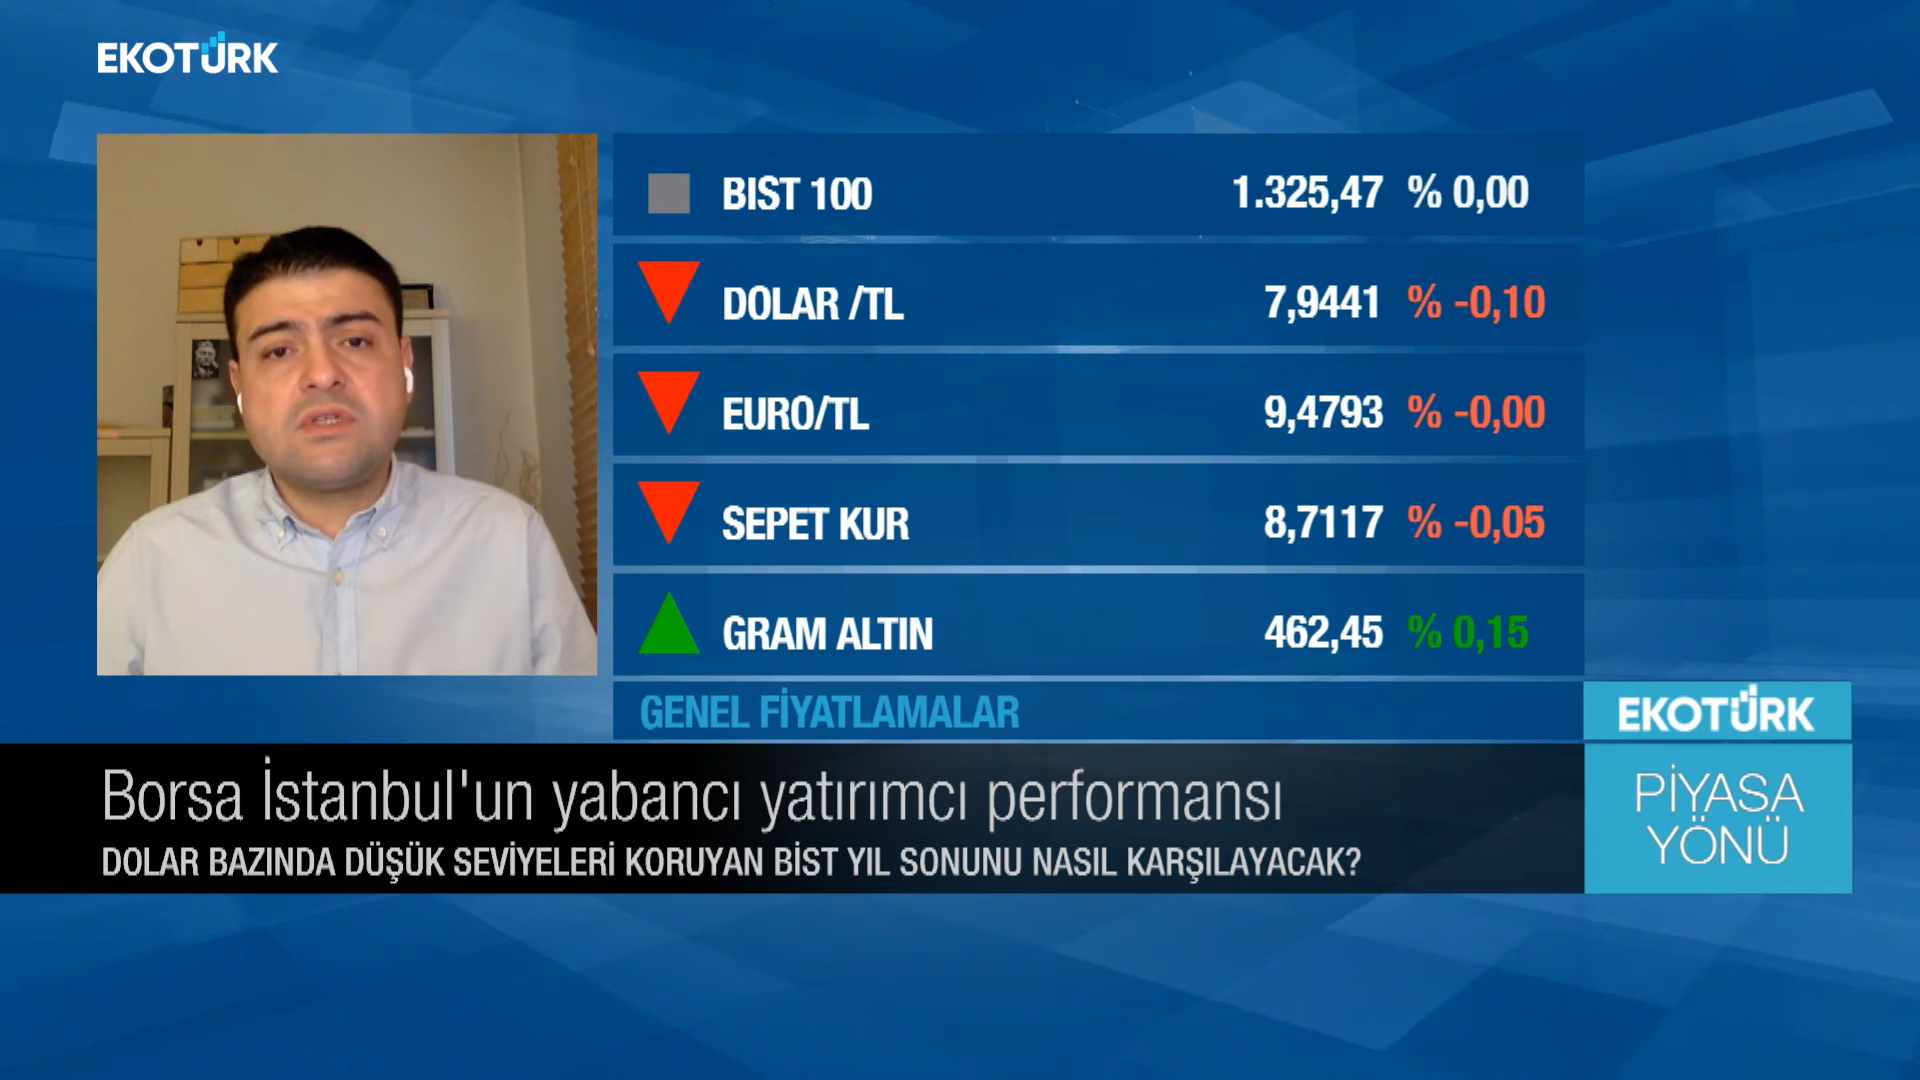 EKOTÜRK
BIST 100 1.325,47 % 0,00
DOLAR /TL 7,9441 % -0,10
EURO/TL 9,4793 % -0,00
SEPET KUR 8,7117 % -0,05
GRAM ALTIN 462,45 % 0,15
GENEL FİYATLAMALAR
EKOTÜRK
Borsa İstanbul'un yabancı yatırımcı performansı
DOLAR BAZINDA DÜŞÜK SEVİYELERİ KORUYAN BİST YIL SONUNU NASIL KARŞILAYACAK?
PİYASA
YÖNÜ